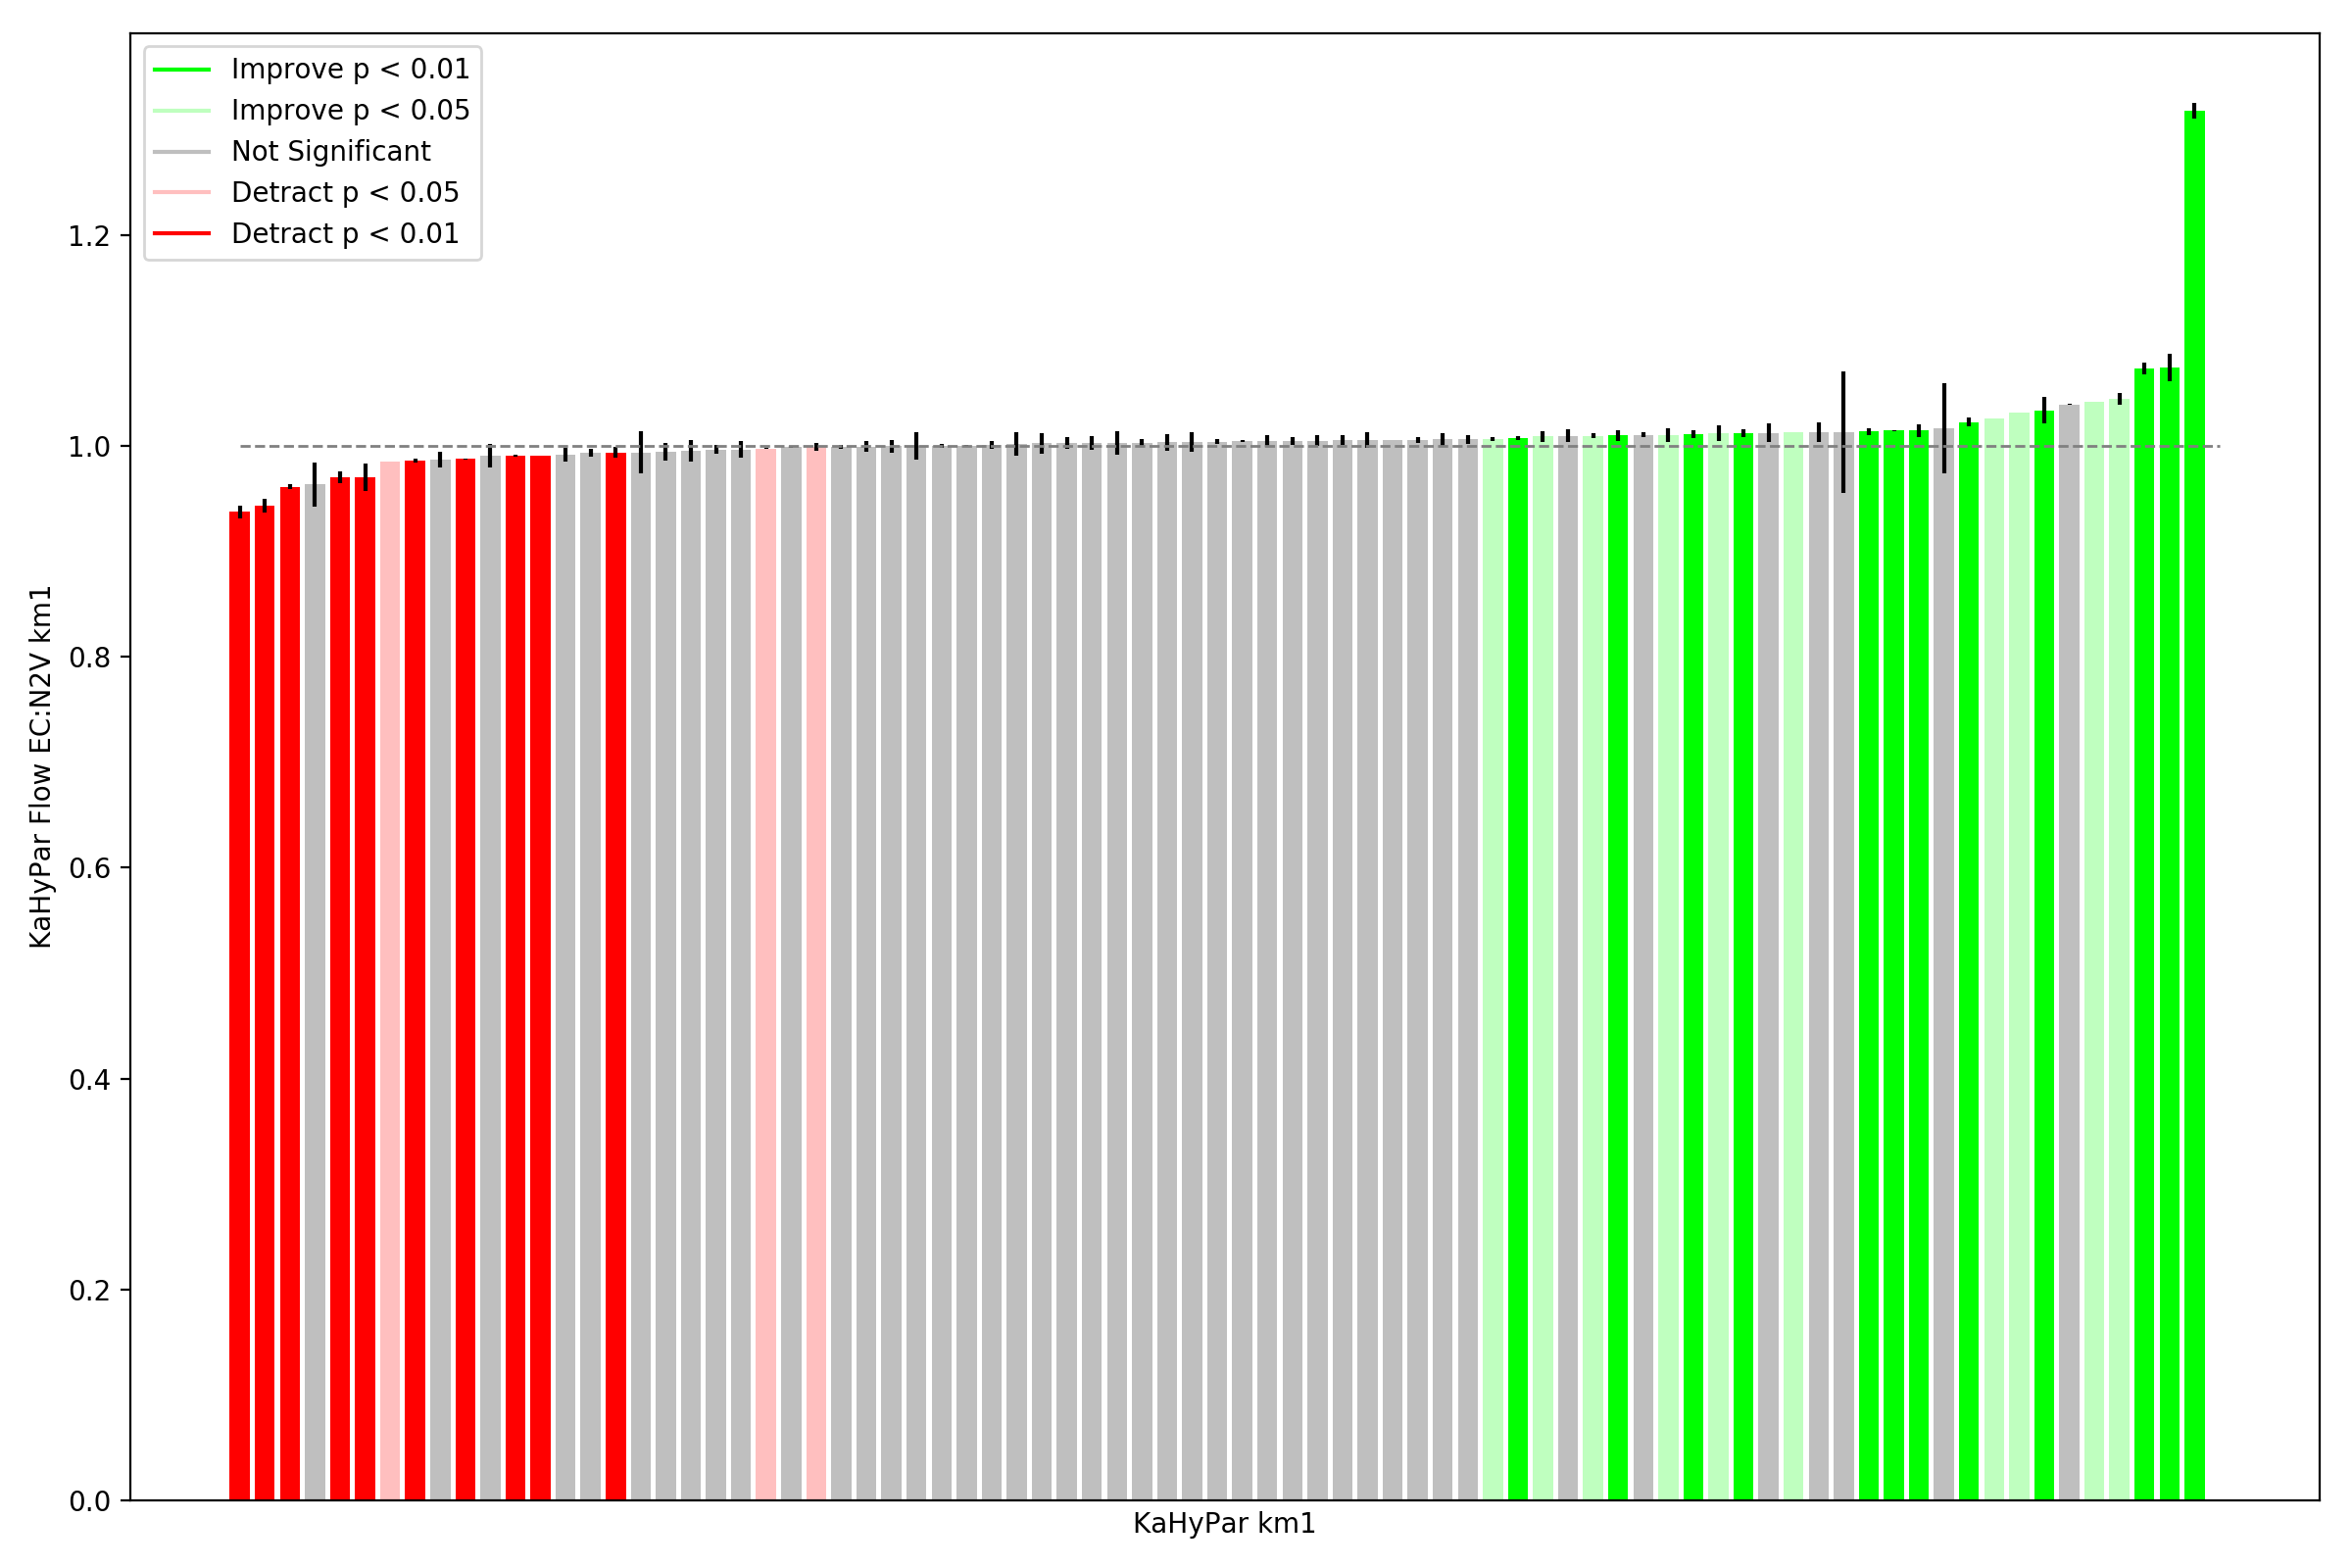 Improve p < 0.01
Improve p < 0.05
Not Significant
Detract p < 0.05
Detract p < 0.01
1.2
1.0
0.8
0.6
0.4
0.2
0.0
KaHyPar Flow EC:N2V km1
KaHyPar km1